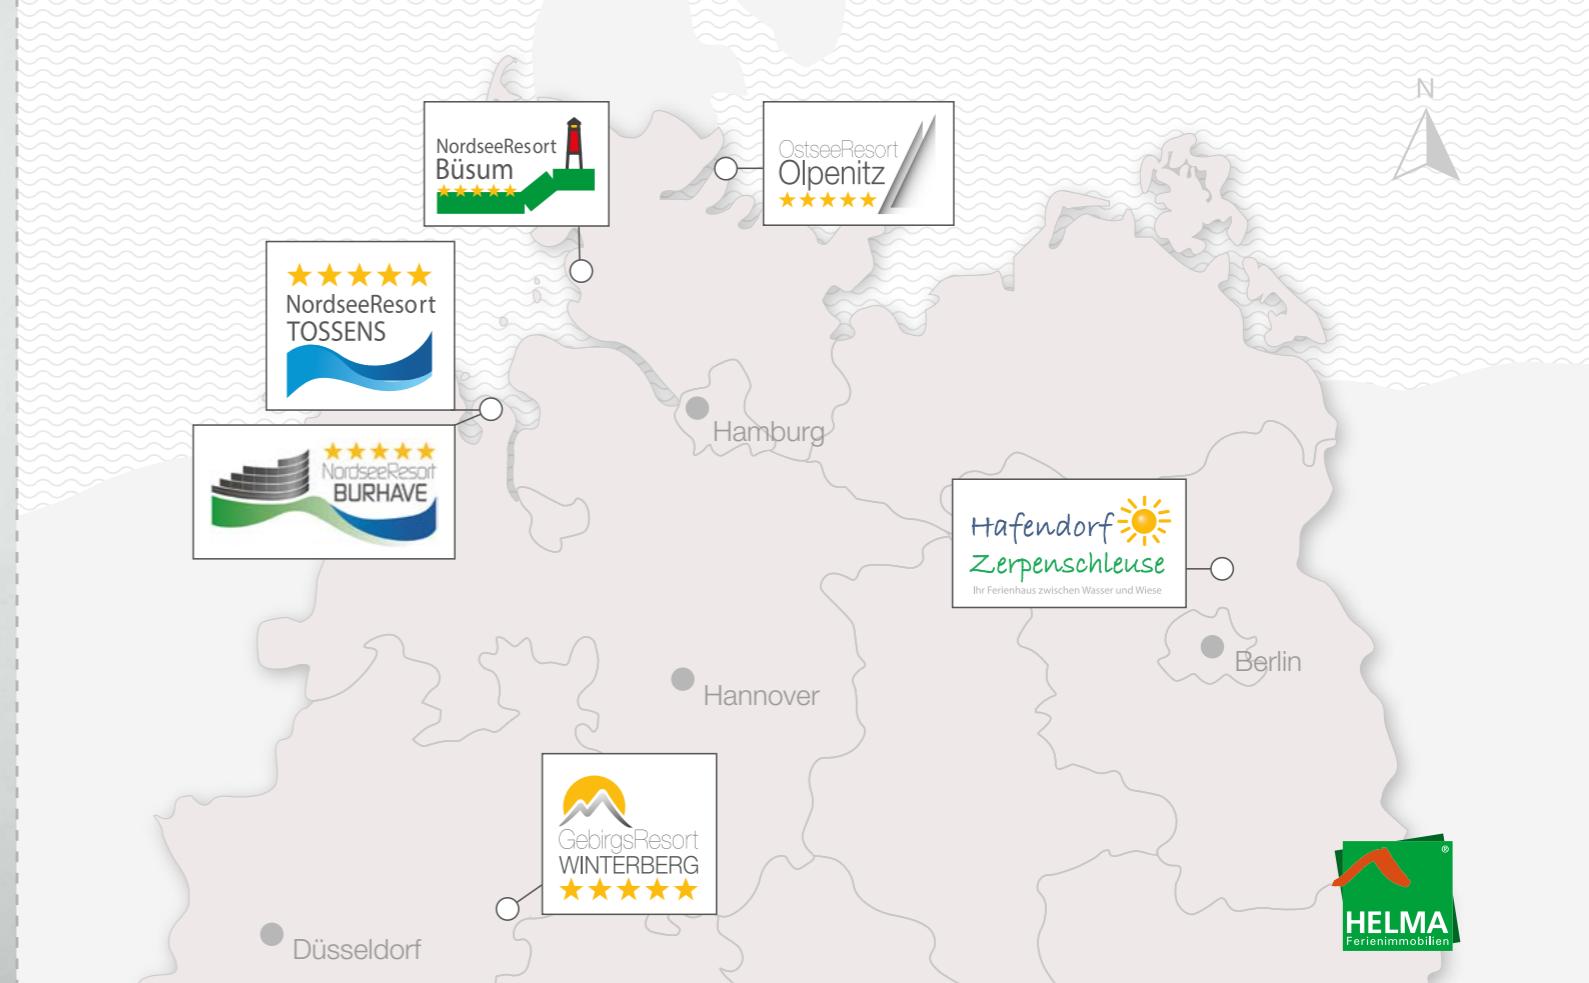 N
NordseeResort
Büsum
OstseeResort
Olpenitz
NordseeResort
TOSSENS
Hamburg
NordseeResort
BURHAVE
Hafendorf
Zerpenschleuse
Ihr Ferienhaus zwischen Wasser und Wiese
Berlin
Hannover
GebirgsResort
WINTERBERG
Düsseldorf
®
HELMA
Ferienimmobilien